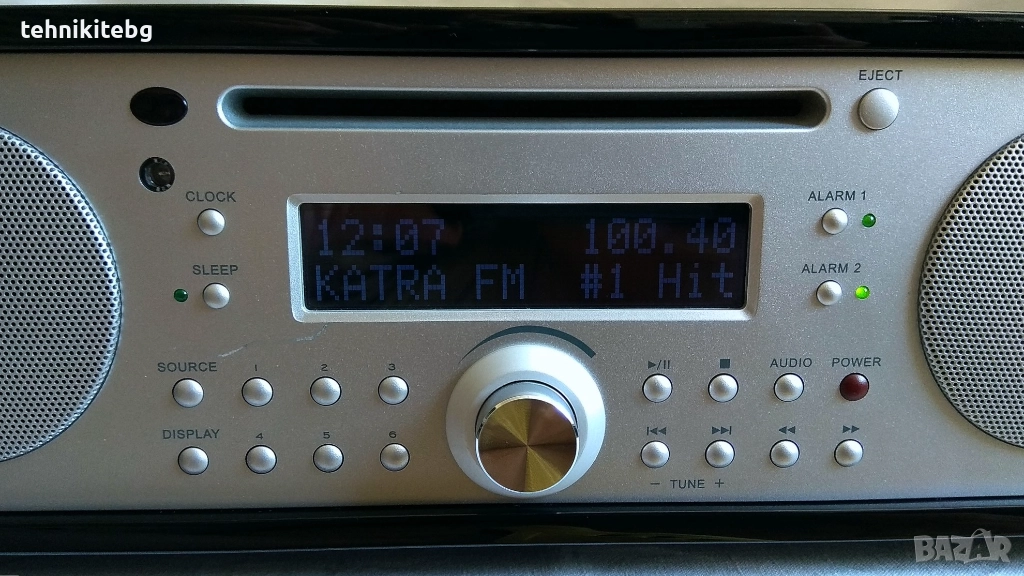 tehnikitebg
EJECT
CLOCK
ALARM 1
12:07 100.40
KATRA FM #1 Hit
SLEEP
ALARM 2
SOURCE 1 2 3
AUDIO POWER
DISPLAY 4 5 6
- TUNE +
BAZAR